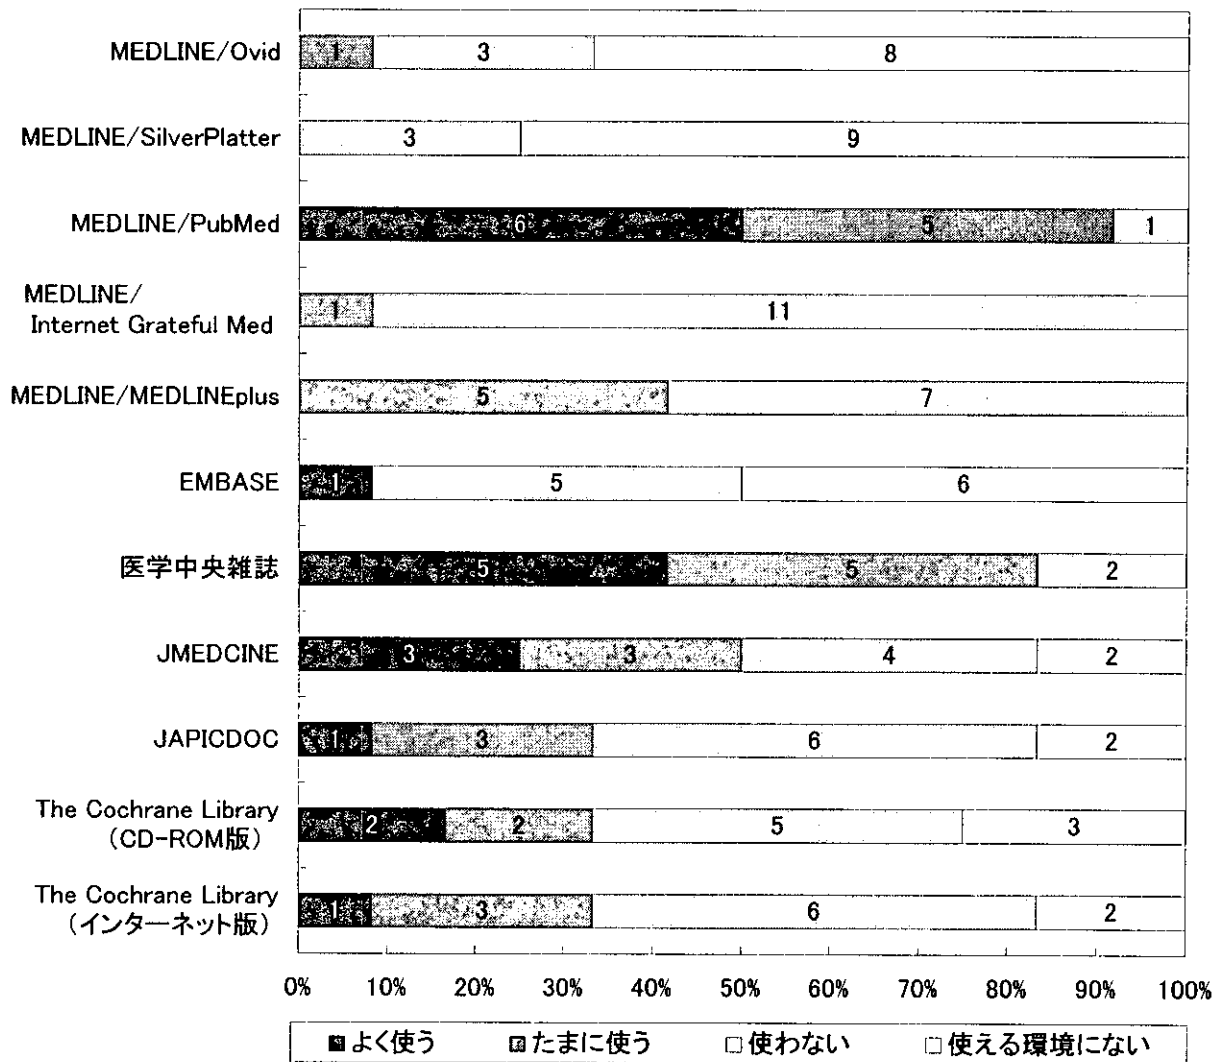 MEDLINE/Ovid 1 3 8
MEDLINE/SilverPlatter 3 9
MEDLINE/PubMed 6 5 1
MEDLINE/
Internet Grateful Med 1 11
MEDLINE/MEDLINEplus 5 7
EMBASE 1 5 6
医学中央雑誌 5 5 2
JMEDCINE 3 3 4 2
JAPICDOC 1 3 6 2
The Cochrane Library
(CD-ROM版) 2 2 5 3
The Cochrane Library
(インターネット版) 1 3 6 2
0% 10% 20% 30% 40% 50% 60% 70% 80% 90% 100%
よく使う たまに使う 使わない 使える環境にない